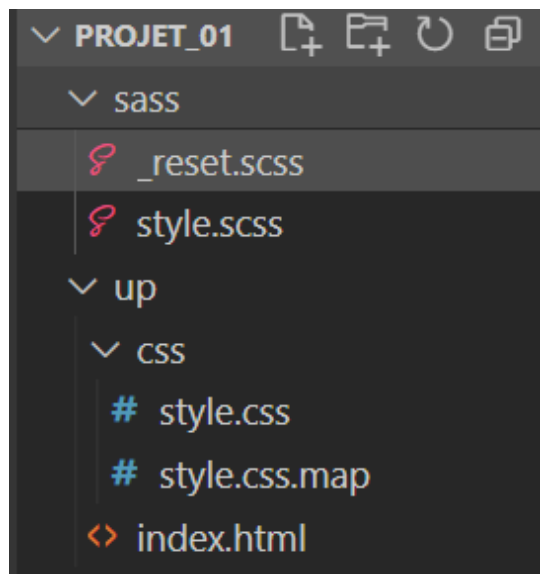 PROJET_01
sass
_reset.scss
style.scss
up
css
# style.css
# style.css.map
<> index.html